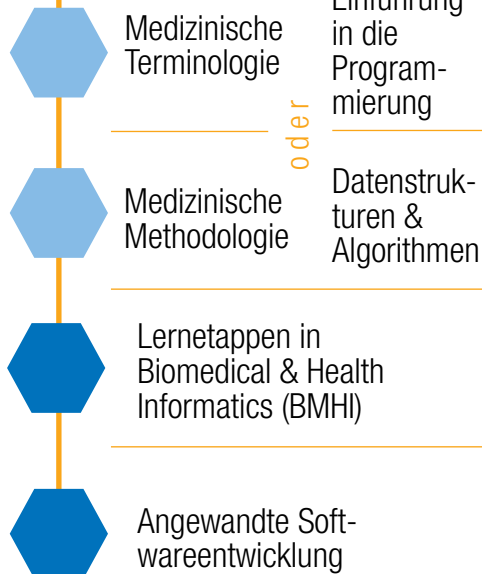 Medizinische
Terminologie
Einführung
in die
Program-
mierung
oder
Medizinische
Methodologie
Datenstruk-
turen &
Algorithmen
Lernetappen in
Biomedical & Health
Informatics (BMHI)
Angewandte Soft-
wareentwicklung